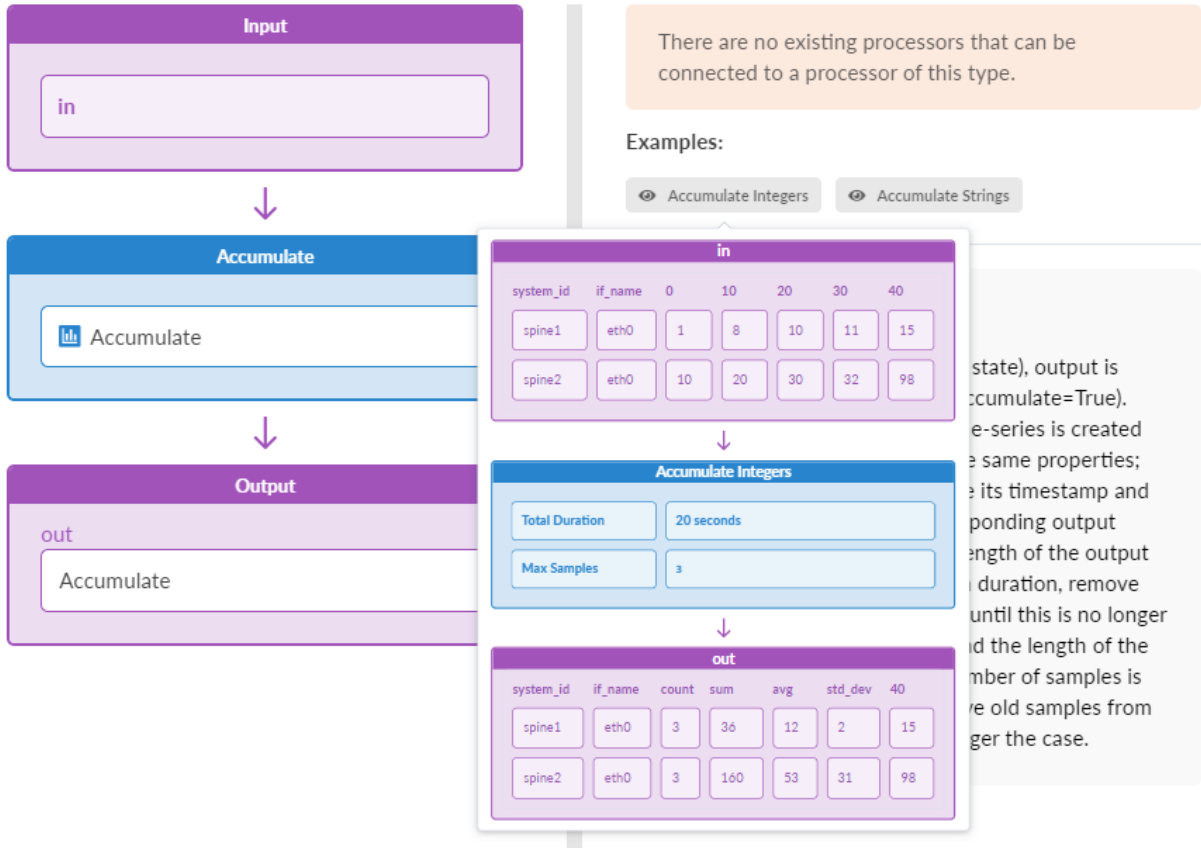 Input
in
Accumulate
Accumulate
Output
out
Accumulate
There are no existing processors that can be
connected to a processor of this type.
Examples:
Accumulate Integers Accumulate Strings
in
system_id if_name 0 10 20 30 40
spine1 eth0 1 8 10 11 15
spine2 eth0 10 20 30 32 98
Accumulate Integers
Total Duration 20 seconds
Max Samples 3
out
system_id if_name count sum avg std_dev 40
spine1 eth0 3 36 12 2 15
spine2 eth0 3 160 53 31 98
state), output is
ccumulate=True).
e-series is created
same properties;
its timestamp and
ponding output
ength of the output
duration, remove
until this is no longer
nd the length of the
mber of samples is
ve old samples from
ger the case.